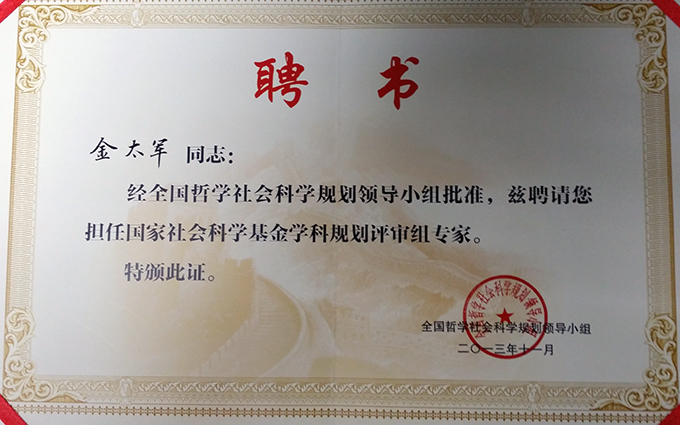 聘 书
金太军 同志：
经全国哲学社会科学规划领导小组批准，兹聘请您
担任国家社会科学基金学科规划评审组专家。
特颁此证。
全国哲学社会科学规划领导小组
二〇一三年十一月